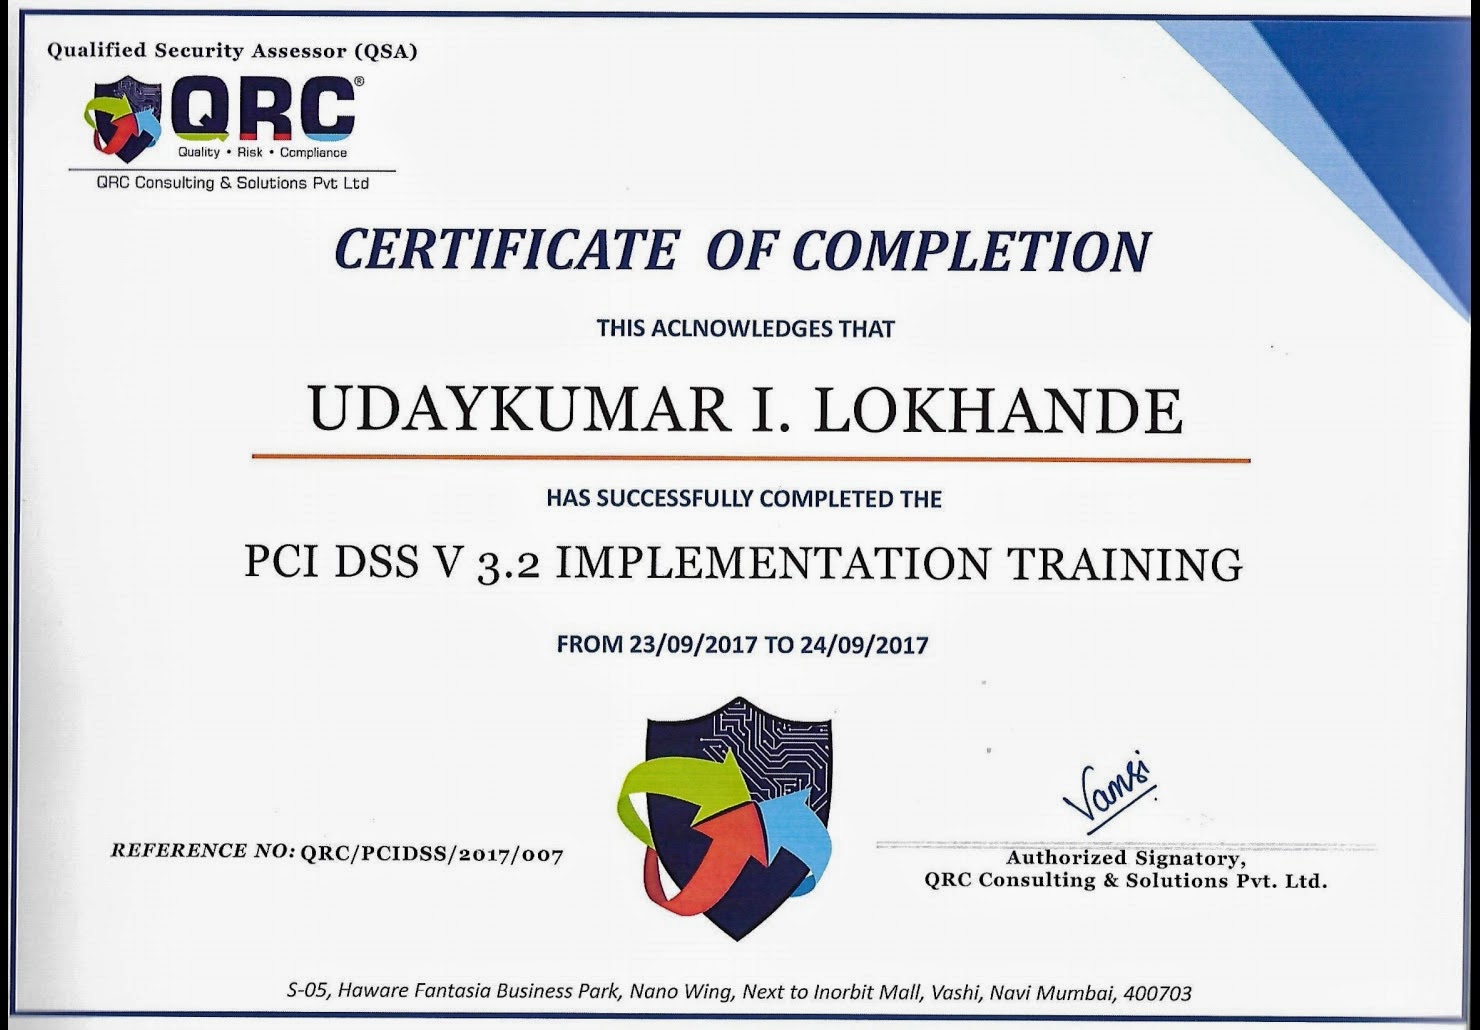 Qualified Security Assessor (QSA)
QRC®
Quality • Risk • Compliance
QRC Consulting & Solutions Pvt Ltd
CERTIFICATE OF COMPLETION
THIS ACLNOWLEDGES THAT
UDAYKUMAR I. LOKHANDE
HAS SUCCESSFULLY COMPLETED THE
PCI DSS V 3.2 IMPLEMENTATION TRAINING
FROM 23/09/2017 TO 24/09/2017
Vansi
REFERENCE NO: QRC/PCIDSS/2017/007
Authorized Signatory,
QRC Consulting & Solutions Pvt. Ltd.
S-05, Haware Fantasia Business Park, Nano Wing, Next to Inorbit Mall, Vashi, Navi Mumbai, 400703